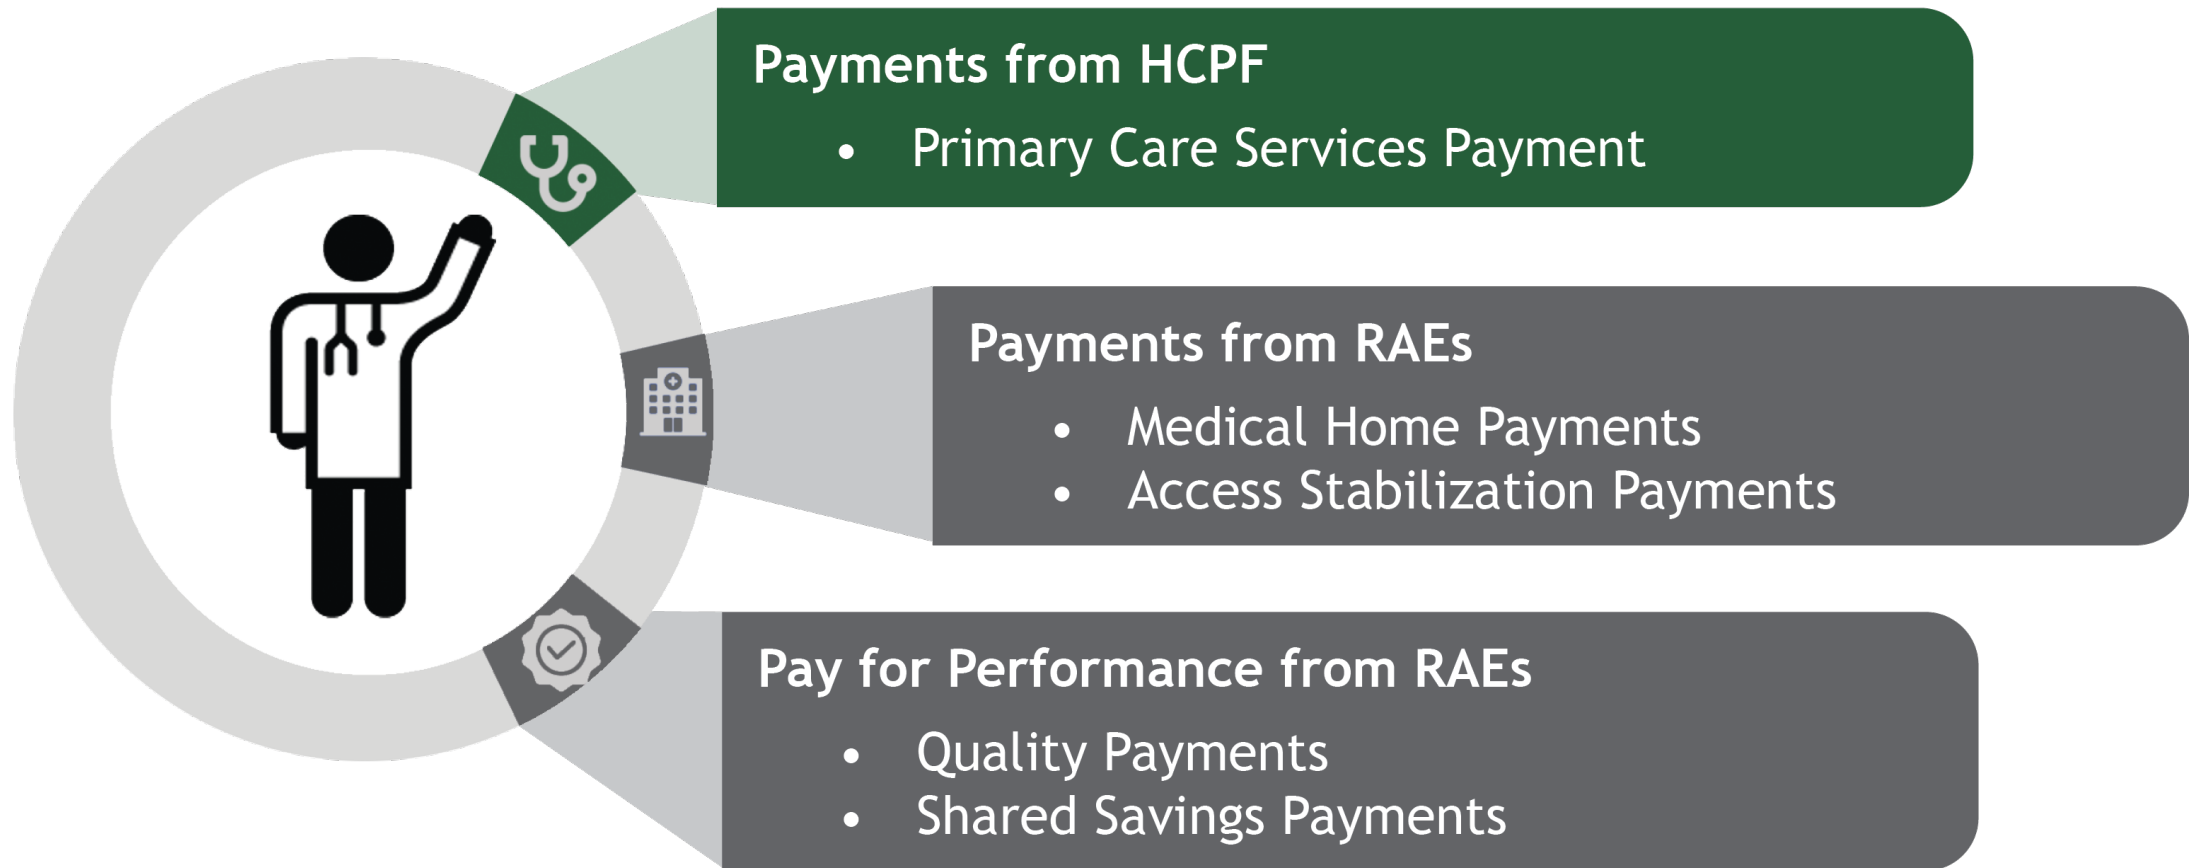 Payments from HCPF
• Primary Care Services Payment
Payments from RAEs
• Medical Home Payments
• Access Stabilization Payments
Pay for Performance from RAEs
• Quality Payments
• Shared Savings Payments